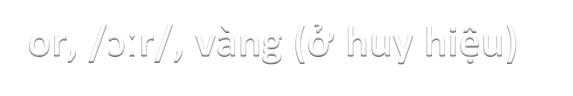 or, /ɔːr/, vàng (ở huy hiệu)